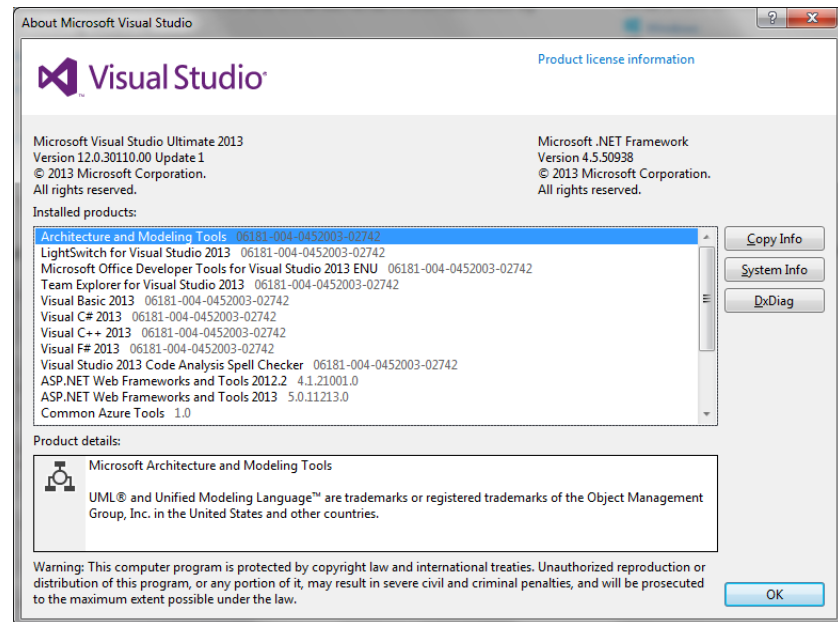 About Microsoft Visual Studio
Visual Studio
Product license information
Microsoft Visual Studio Ultimate 2013
Version 12.0.30110.00 Update 1
© 2013 Microsoft Corporation.
All rights reserved.
Microsoft .NET Framework
Version 4.5.50938
© 2013 Microsoft Corporation.
All rights reserved.
Installed products:
Architecture and Modeling Tools 06181-004-0452003-02742
LightSwitch for Visual Studio 2013 06181-004-0452003-02742
Microsoft Office Developer Tools for Visual Studio 2013 ENU 06181-004-0452003-02742
Team Explorer for Visual Studio 2013 06181-004-0452003-02742
Visual Basic 2013 06181-004-0452003-02742
Visual C# 2013 06181-004-0452003-02742
Visual C++ 2013 06181-004-0452003-02742
Visual F# 2013 06181-004-0452003-02742
Visual Studio 2013 Code Analysis Spell Checker 06181-004-0452003-02742
ASP.NET Web Frameworks and Tools 2012.2 4.1.21001.0
ASP.NET Web Frameworks and Tools 2013 5.0.11213.0
Common Azure Tools 1.0
Copy Info
System Info
DxDiag
Product details:
Microsoft Architecture and Modeling Tools
UML® and Unified Modeling Language™ are trademarks or registered trademarks of the Object Management
Group, Inc. in the United States and other countries.
Warning: This computer program is protected by copyright law and international treaties. Unauthorized reproduction or
distribution of this program, or any portion of it, may result in severe civil and criminal penalties, and will be prosecuted
to the maximum extent possible under the law.
OK